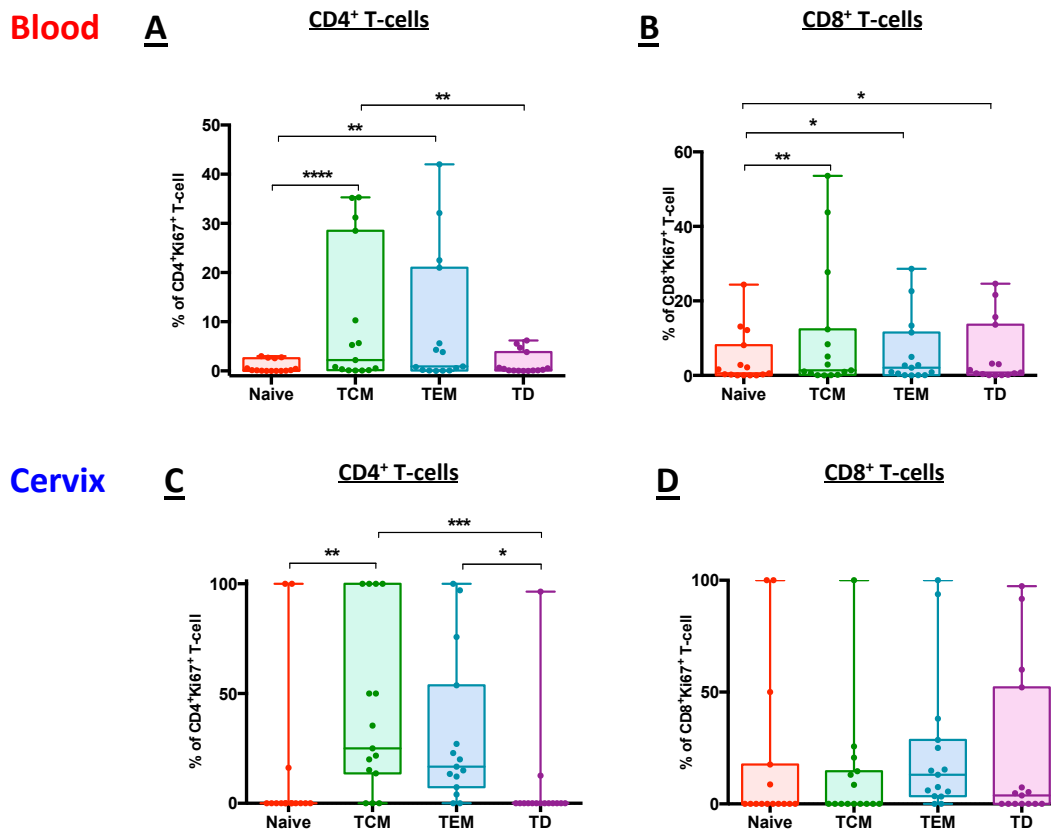 Blood
A
CD4⁺ T-cells
**
**
****
% of CD4⁺Ki67⁺ T-cell
50
40
30
20
10
0
Naive TCM TEM TD
B
CD8⁺ T-cells
*
*
**
% of CD8⁺Ki67⁺ T-cell
60
40
20
0
Naive TCM TEM TD
Cervix
C
CD4⁺ T-cells
***
** *
% of CD4⁺Ki67⁺ T-cell
100
50
0
Naive TCM TEM TD
D
CD8⁺ T-cells
% of CD8⁺Ki67⁺ T-cell
100
50
0
Naive TCM TEM TD